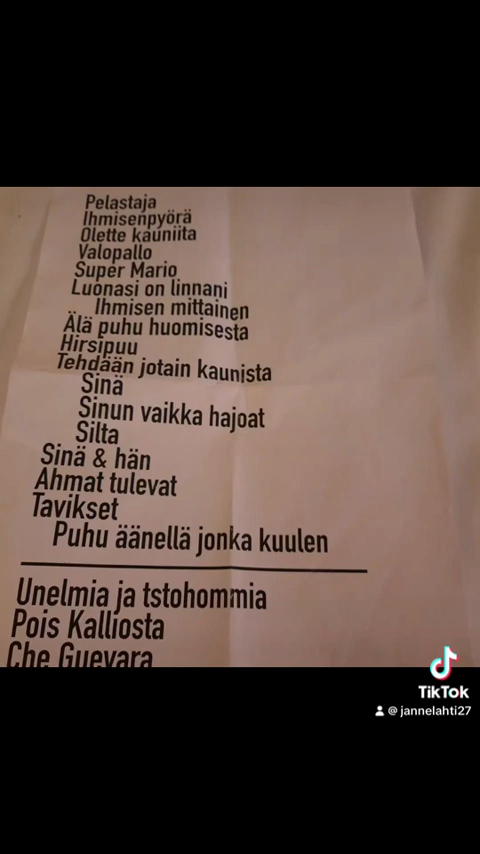 Pelastaja
Ihmisenpyörä
Olette kauniita
Valopallo
Super Mario
Luonasi on linnani
Ihmisen mittainen
Älä puhu huomisesta
Hirsipuu
Tehdään jotain kaunista
Sinä
Sinun vaikka hajoat
Silta
Sinä & hän
Ahmat tulevat
Tavikset
Puhu äänellä jonka kuulen
Unelmia ja tstohommia
Pois Kalliosta
Che Guevara
TikTok
@ jannelahti27